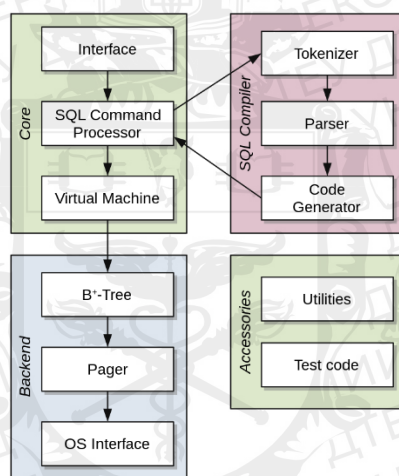 Core
Interface
SQL Command
Processor
Virtual Machine
SQL Compiler
Tokenizer
Parser
Code
Generator
Backend
B⁺-Tree
Pager
OS Interface
Accessories
Utilities
Test code